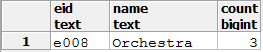 eid name count
text text bigint
1 e008 Orchestra 3